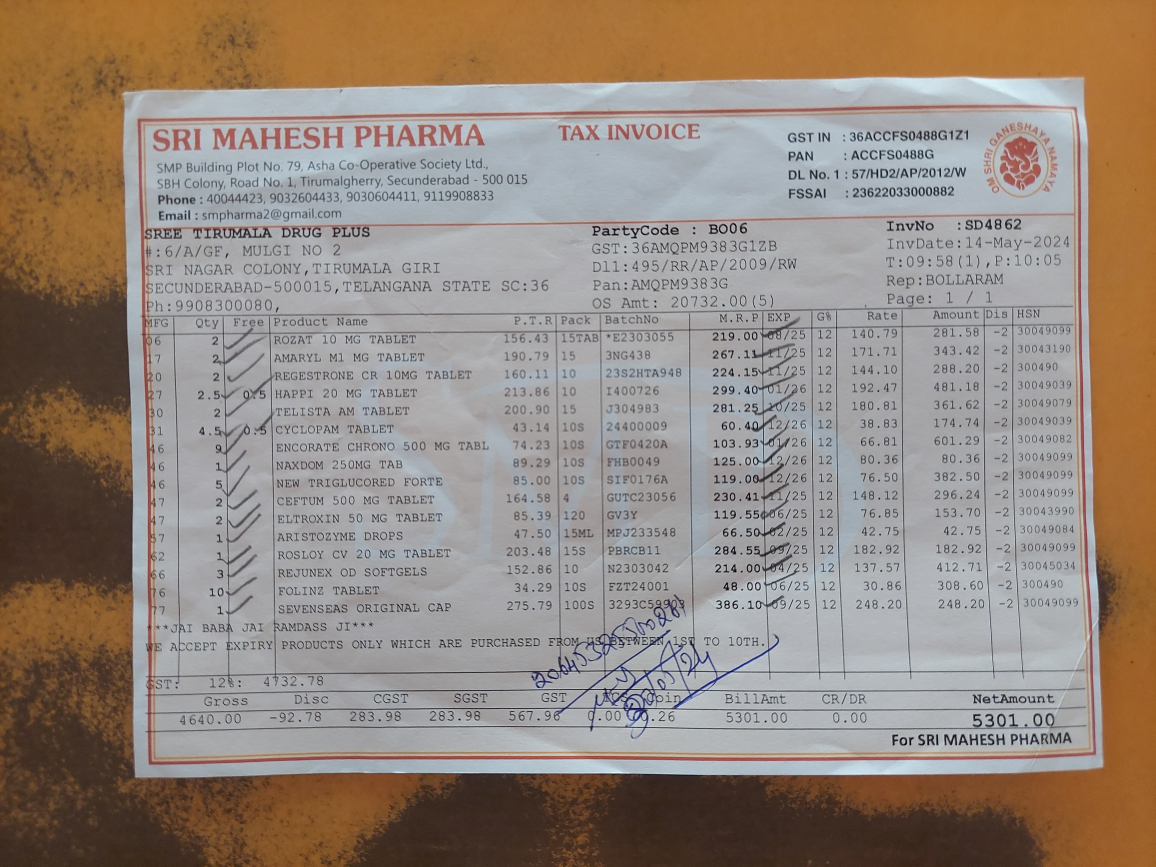 SRI MAHESH PHARMA TAX INVOICE
SMP Building Plot No. 79, Asha Co-Operative Society Ltd.,
SBH Colony, Road No. 1, Tirumalgherry, Secunderabad - 500 015
Phone : 40044423, 9032604433, 9030604411, 9119908833
Email : smpharma2@gmail.com
GST IN : 36ACCFS0488G1Z1
PAN : ACCFS0488G
DL No. 1 : 57/HD2/AP/2012/W
FSSAI : 23622033000882
OM SHRI GANESHAYA NAMAYA
SREE TIRUMALA DRUG PLUS
#:6/A/GF, MULGI NO 2
SRI NAGAR COLONY,TIRUMALA GIRI
SECUNDERABAD-500015,TELANGANA STATE SC:36
Ph:9908300080,
PartyCode : BO06
GST:36AMQPM9383G1ZB
Dl1:495/RR/AP/2009/RW
Pan:AMQPM9383G
OS Amt: 20732.00(5)
InvNo :SD4862
InvDate:14-May-2024
T:09:58(1),P:10:05
Rep:BOLLARAM
Page: 1 / 1
MFG Qty Free Product Name P.T.R Pack BatchNo M.R.P EXP G% Rate Amount Dis HSN
06 2 ROZAT 10 MG TABLET 156.43 15TAB *E2303055 219.00 08/25 12 140.79 281.58 -2 30049099
17 2 AMARYL M1 MG TABLET 190.79 15 3NG438 267.11 11/25 12 171.71 343.42 -2 30043190
20 2 REGESTRONE CR 10MG TABLET 160.11 10 23S2HTA948 224.15 11/25 12 144.10 288.20 -2 300490
27 2.5 0.5 HAPPI 20 MG TABLET 213.86 10 I400726 299.40 01/26 12 192.47 481.18 -2 30049039
30 2 TELISTA AM TABLET 200.90 15 J304983 281.25 10/25 12 180.81 361.62 -2 30049079
31 4.5 0.5 CYCLOPAM TABLET 43.14 10S 24400009 60.40 12/26 12 38.83 174.74 -2 30049039
46 9 ENCORATE CHRONO 500 MG TABL 74.23 10S GTF0420A 103.93 01/26 12 66.81 601.29 -2 30049082
46 1 NAXDOM 250MG TAB 89.29 10S FHB0049 125.00 12/26 12 80.36 80.36 -2 30049099
46 5 NEW TRIGLUCORED FORTE 85.00 10S SIF0176A 119.00 12/26 12 76.50 382.50 -2 30049099
47 2 CEFTUM 500 MG TABLET 164.58 4 GUTC23056 230.41 11/25 12 148.12 296.24 -2 30049099
47 2 ELTROXIN 50 MG TABLET 85.39 120 GV3Y 119.55 06/25 12 76.85 153.70 -2 30043990
57 1 ARISTOZYME DROPS 47.50 15ML MPJ233548 66.50 02/25 12 42.75 42.75 -2 30049084
62 1 ROSLOY CV 20 MG TABLET 203.48 15S PBRCB11 284.55 09/25 12 182.92 182.92 -2 30049099
66 3 REJUNEX OD SOFTGELS 152.86 10 N2303042 214.00 04/25 12 137.57 412.71 -2 30045034
76 10 FOLINZ TABLET 34.29 10S FZT24001 48.00 06/25 12 30.86 308.60 -2 300490
77 1 SEVENSEAS ORIGINAL CAP 275.79 100S 386.10 09/25 12 248.20 248.20 -2 30049099
***JAI BABA JAI RAMDASS JI***
WE ACCEPT EXPIRY PRODUCTS ONLY WHICH ARE PURCHASED FROM US BETWEEN 1ST TO 10TH.
GST: 12%: 4732.78
Gross Disc CGST SGST GST BillAmt CR/DR NetAmount
4640.00 -92.78 283.98 283.98 567.96 0.00 5301.00 0.00 5301.00
For SRI MAHESH PHARMA